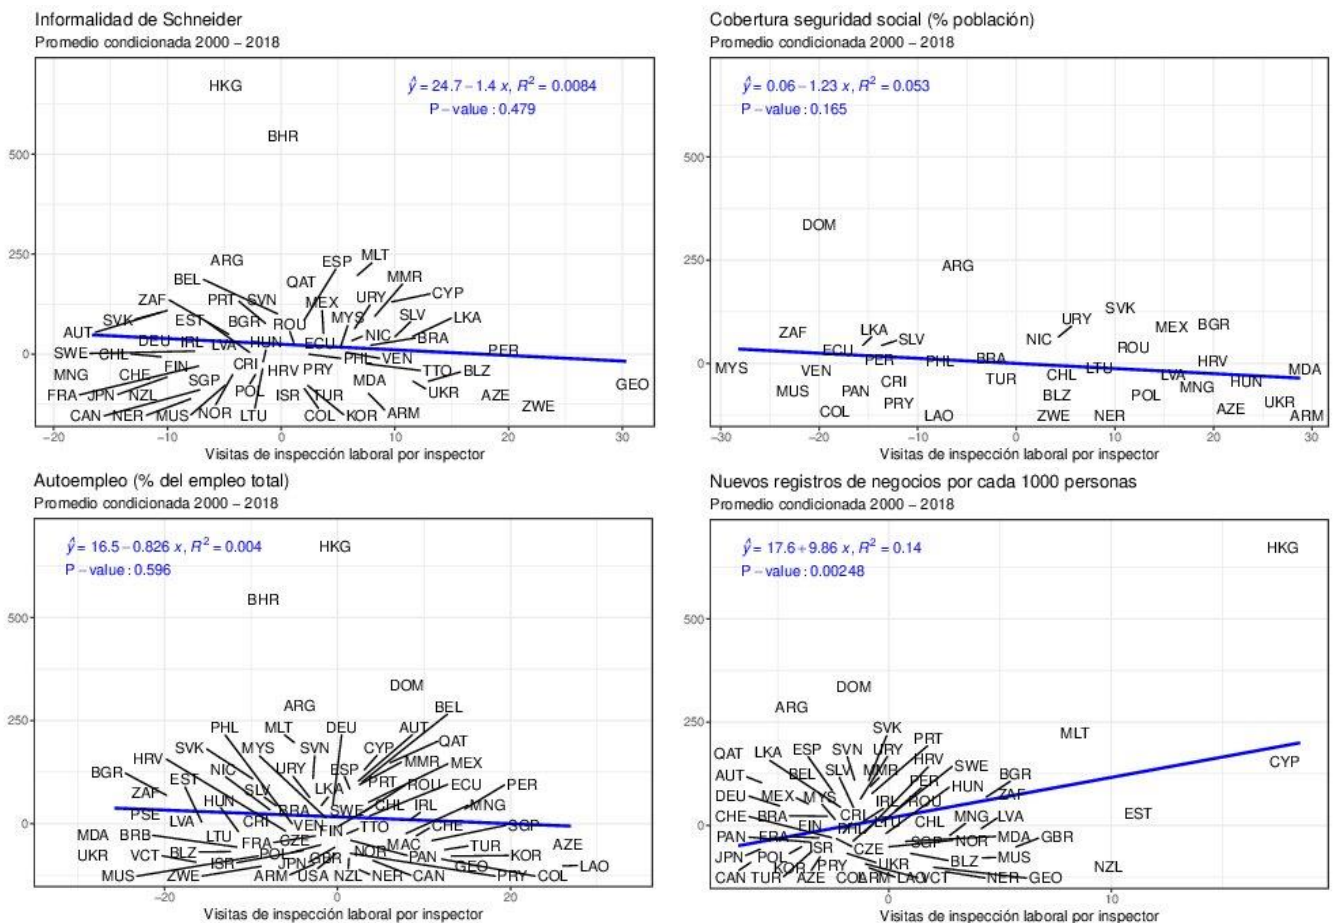 Informalidad de Schneider
Promedio condicionada 2000 – 2018
HKG
ŷ = 24.7 − 1.4 x, R² = 0.0084
P − value : 0.479
BHR
500
250
0
ARG ESP MLT
BEL QAT MMR
ZAF PRT SVN MEX URY CYP
SVK EST BGR ROU MYS SLV LKA
AUT DEU IRL LVA HUN ECU NIC BRA
SWE CHL FIN CRI PHL VEN PER
MNG CHE SGP HRV PRY MDA TTO BLZ GEO
FRA JPN NZL POL ISR TUR UKR AZE
CAN NER MUS NOR LTU COL KOR ARM ZWE
−20 −10 0 10 20 30
Visitas de inspección laboral por inspector
Cobertura seguridad social (% población)
Promedio condicionada 2000 – 2018
ŷ = 0.06 − 1.23 x, R² = 0.053
P − value : 0.165
500
250
0
DOM
ARG
SVK
ZAF LKA URY MEX BGR
ECU SLV NIC ROU
MYS VEN PER PHL BRA LTU HRV MDA
MUS PAN CRI TUR CHL LVA MNG HUN
COL PRY LAO BLZ POL UKR
ZWE NER AZE ARM
−30 −20 −10 0 10 20 30
Visitas de inspección laboral por inspector
Autoempleo (% del empleo total)
Promedio condicionada 2000 – 2018
ŷ = 16.5 − 0.826 x, R² = 0.004
P − value : 0.596
HKG
BHR
500
250
0
DOM
ARG BEL
PHL MLT DEU AUT
SVK MYS SVN CYP QAT
HRV NIC URY ESP MMR MEX
BGR EST SLV LKA PRT ROU ECU PER
ZAF HUN BRA SWE CHL IRL MNG
PSE LVA CRI VEN FIN TTO CHE SGP
MDA BRB LTU FRA CZE MAC TUR AZE
UKR VCT BLZ ISR POL JPN GBR NOR PAN GEO KOR LAO
MUS ZWE ARM USA NZL NER CAN PRY COL
−20 0 20
Visitas de inspección laboral por inspector
Nuevos registros de negocios por cada 1000 personas
Promedio condicionada 2000 – 2018
ŷ = 17.6 + 9.86 x, R² = 0.14
P − value : 0.00248
HKG
500
250
0
DOM
ARG
SVK MLT
QAT LKA ESP SVN URY PRT
AUT BEL SLV MMR HRV SWE CYP
DEU MEX MYS PER HUN BGR
CHE BRA CRI IRL ROU ZAF
PAN FRA FIN LTU CHL MNG LVA EST
JPN POL ISR CZE SGP NOR MDA GBR
KOR PRY UKR BLZ MUS NZL
CAN TUR AZE COL ARM LAO VCT NER GEO
0 10
Visitas de inspección laboral por inspector